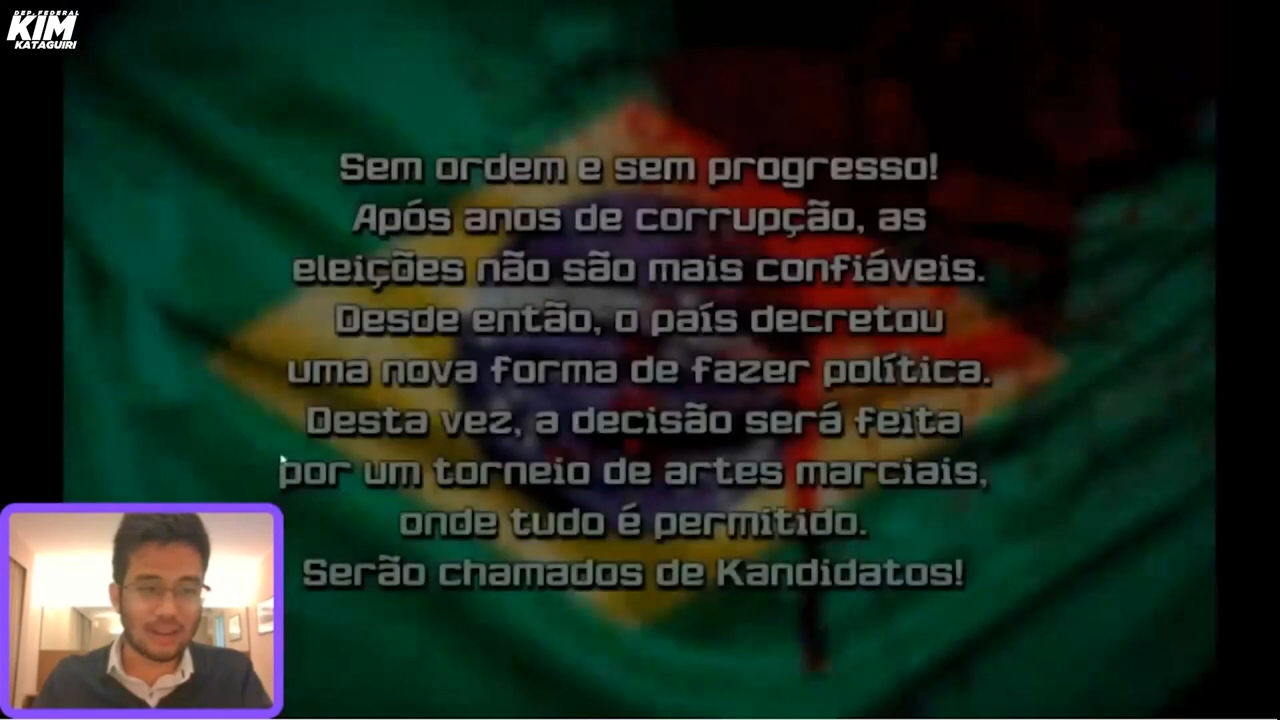 DEP. FEDERAL
KIM
KATAGUIRI
Sem ordem e sem progresso!
Após anos de corrupção, as
eleições não são mais confiáveis.
Desde então, o país decretou
uma nova forma de fazer política.
Desta vez, a decisão será feita
por um torneio de artes marciais,
onde tudo é permitido.
Serão chamados de Kandidatos!